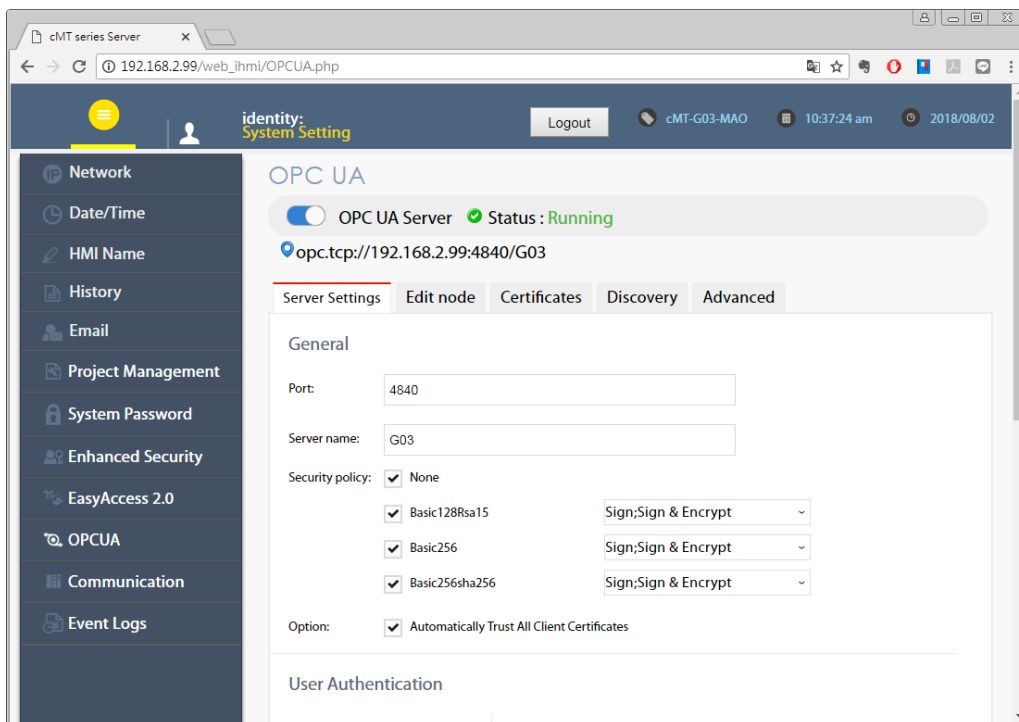 cMT series Server
192.168.2.99/web_ihmi/OPCUA.php
identity:
System Setting
Logout
cMT-G03-MAO
10:37:24 am
2018/08/02
Network
Date/Time
HMI Name
History
Email
Project Management
System Password
Enhanced Security
EasyAccess 2.0
OPCUA
Communication
Event Logs
OPC UA
OPC UA Server Status : Running
opc.tcp://192.168.2.99:4840/G03
Server Settings Edit node Certificates Discovery Advanced
General
Port: 4840
Server name: G03
Security policy: None
Basic128Rsa15 Sign;Sign & Encrypt
Basic256 Sign;Sign & Encrypt
Basic256sha256 Sign;Sign & Encrypt
Option: Automatically Trust All Client Certificates
User Authentication